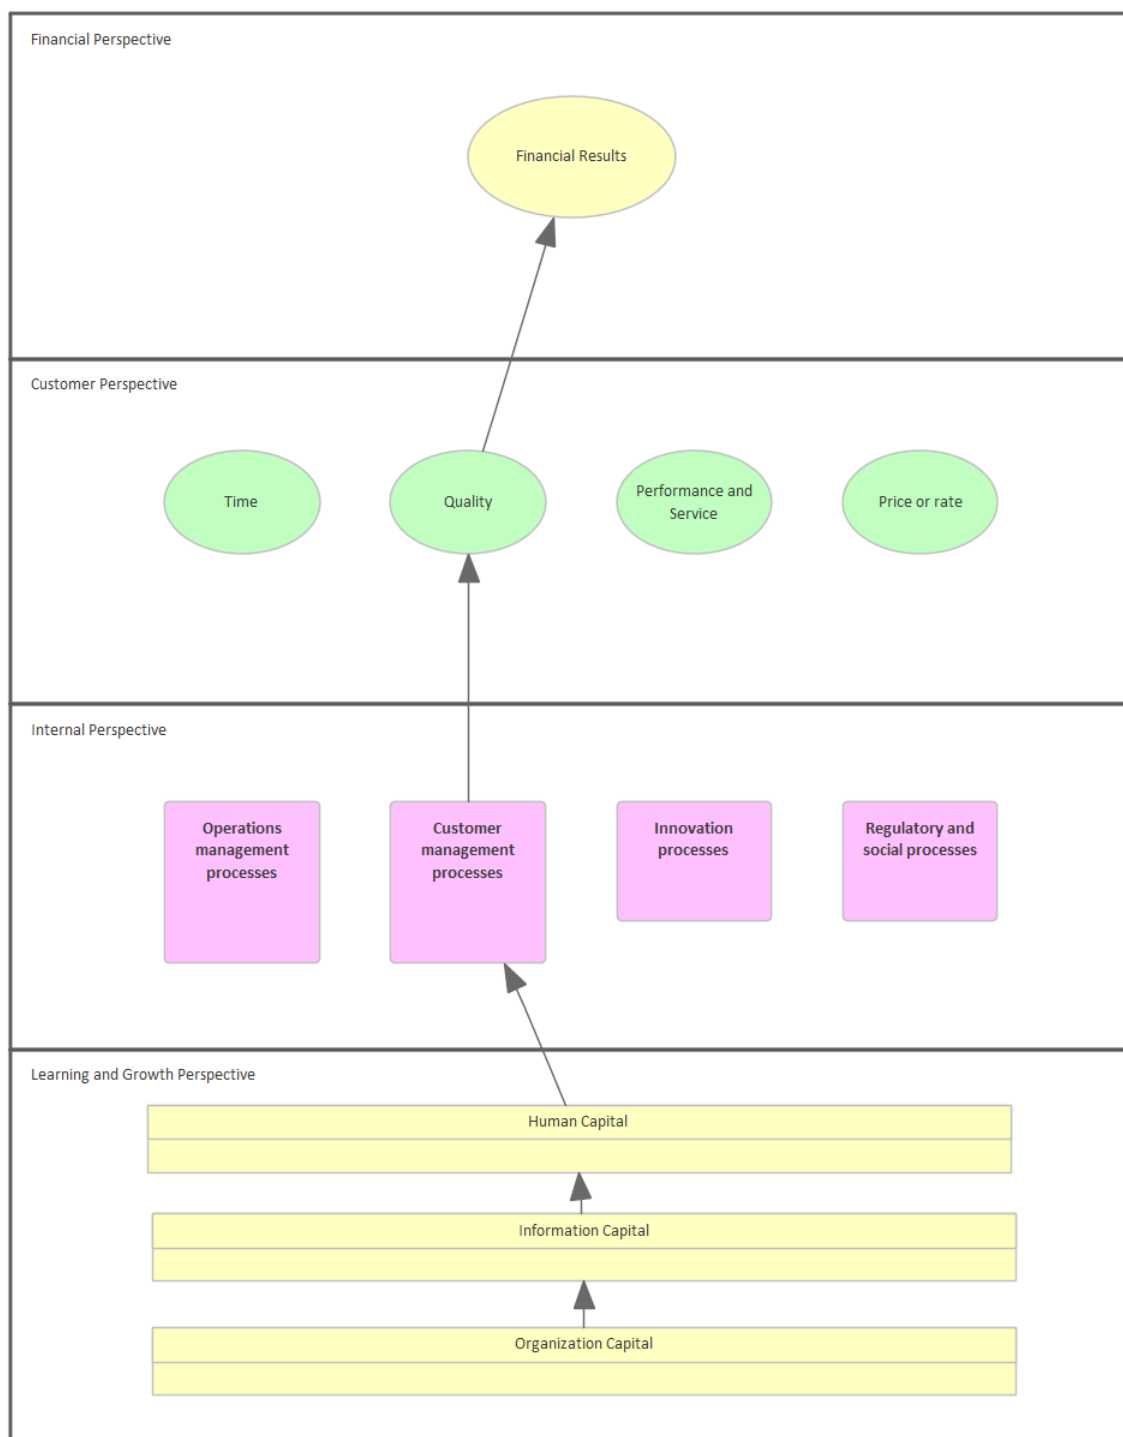 Financial Perspective
Financial Results
Customer Perspective
Time
Quality
Performance and
Service
Price or rate
Internal Perspective
Operations
management
processes
Customer
management
processes
Innovation
processes
Regulatory and
social processes
Learning and Growth Perspective
Human Capital
Information Capital
Organization Capital